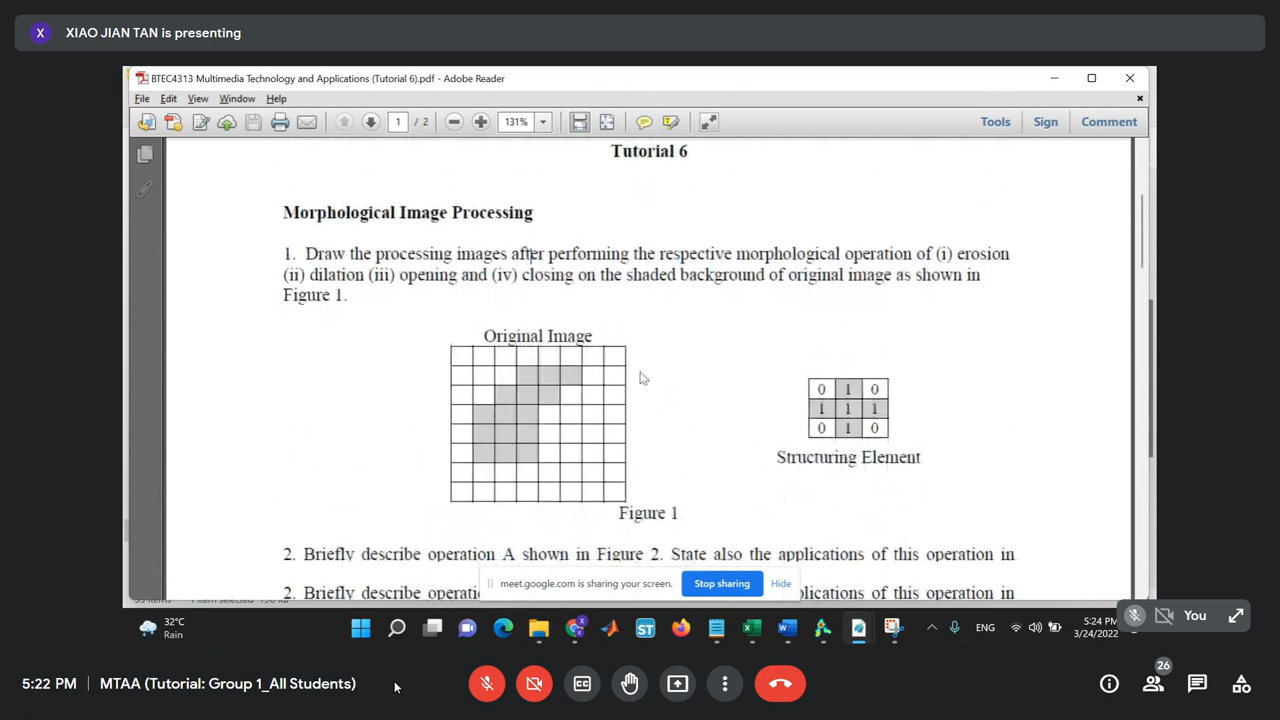 X XIAO JIAN TAN is presenting
BTEC4313 Multimedia Technology and Applications (Tutorial 6).pdf - Adobe Reader
File Edit View Window Help
1 / 2 131% Tools Sign Comment
Tutorial 6
Morphological Image Processing
1. Draw the processing images after performing the respective morphological operation of (i) erosion
(ii) dilation (iii) opening and (iv) closing on the shaded background of original image as shown in
Figure 1.
Original Image
0 1 0
1 1 1
0 1 0
Structuring Element
Figure 1
2. Briefly describe operation A shown in Figure 2. State also the applications of this operation in
meet.google.com is sharing your screen. Stop sharing Hide
2. Briefly describe opera plications of this operation in
You
32°C
Rain
X
ST
ENG
5:24 PM
3/24/2022
5:22 PM | MTAA (Tutorial: Group 1_All Students)
26